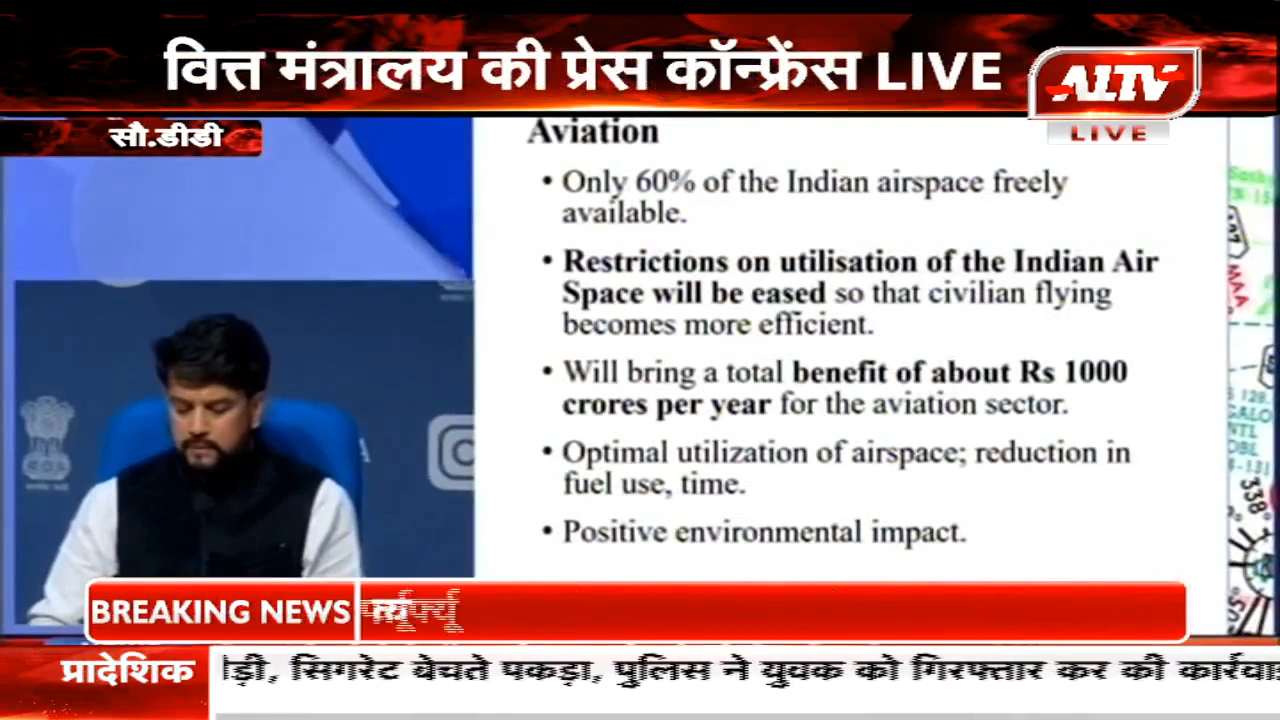 वित्त मंत्रालय की प्रेस कॉन्फ्रेंस LIVE
ALTV
LIVE
सौ.डीडी
Aviation
• Only 60% of the Indian airspace freely
available.
• Restrictions on utilisation of the Indian Air
Space will be eased so that civilian flying
becomes more efficient.
• Will bring a total benefit of about Rs 1000
crores per year for the aviation sector.
• Optimal utilization of airspace; reduction in
fuel use, time.
• Positive environmental impact.
MAA
338
BREAKING NEWS
प्रादेशिक
सिगरेट बेचते पकड़ा, पुलिस ने युवक को गिरफ्तार कर की